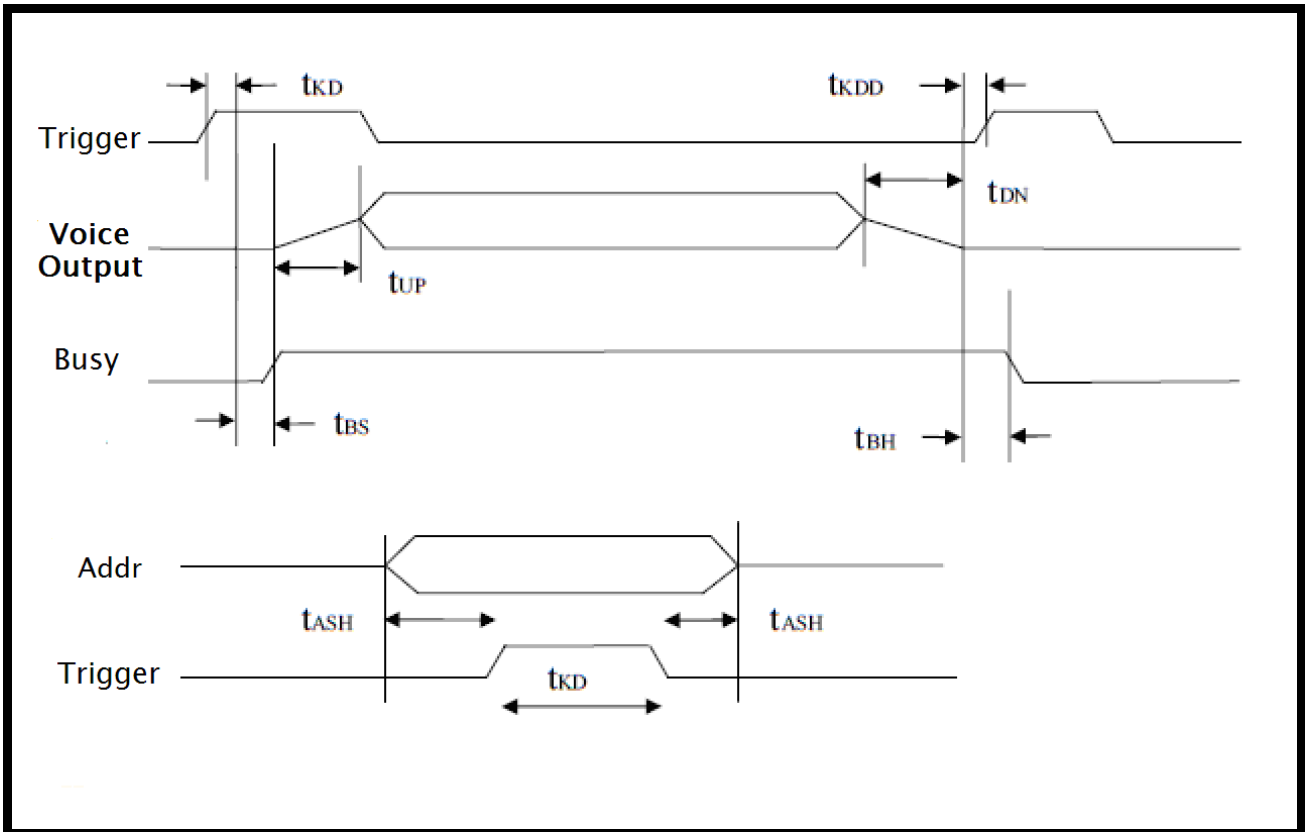 tKD
tKDD
Trigger
tDN
Voice
Output
tUP
Busy
tBS
tBH
Addr
tASH
tASH
Trigger
tKD